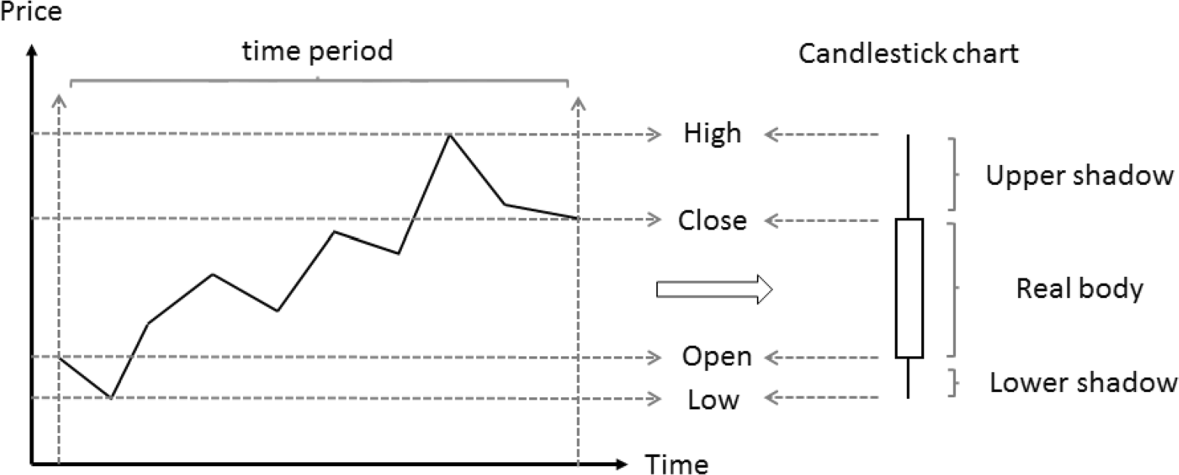 Price
time period
Candlestick chart
High
Upper shadow
Close
Real body
Open
Lower shadow
Low
Time